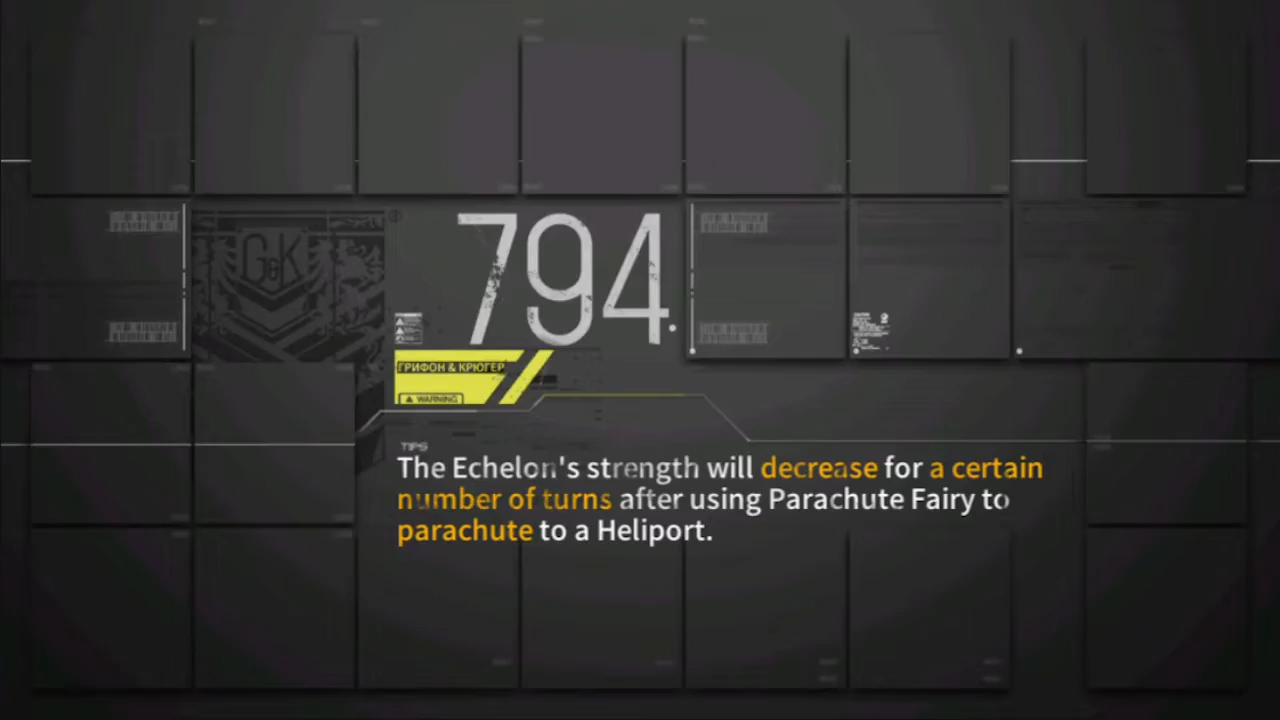 G&K
794.
ГРИФОН & КРЮГЕР
WARNING
TIPS
The Echelon's strength will decrease for a certain
number of turns after using Parachute Fairy to
parachute to a Heliport.